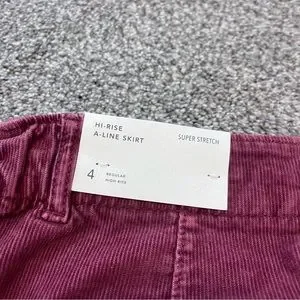 HI-RISE
A-LINE SKIRT
SUPER STRETCH
4
REGULAR
HIGH RISE